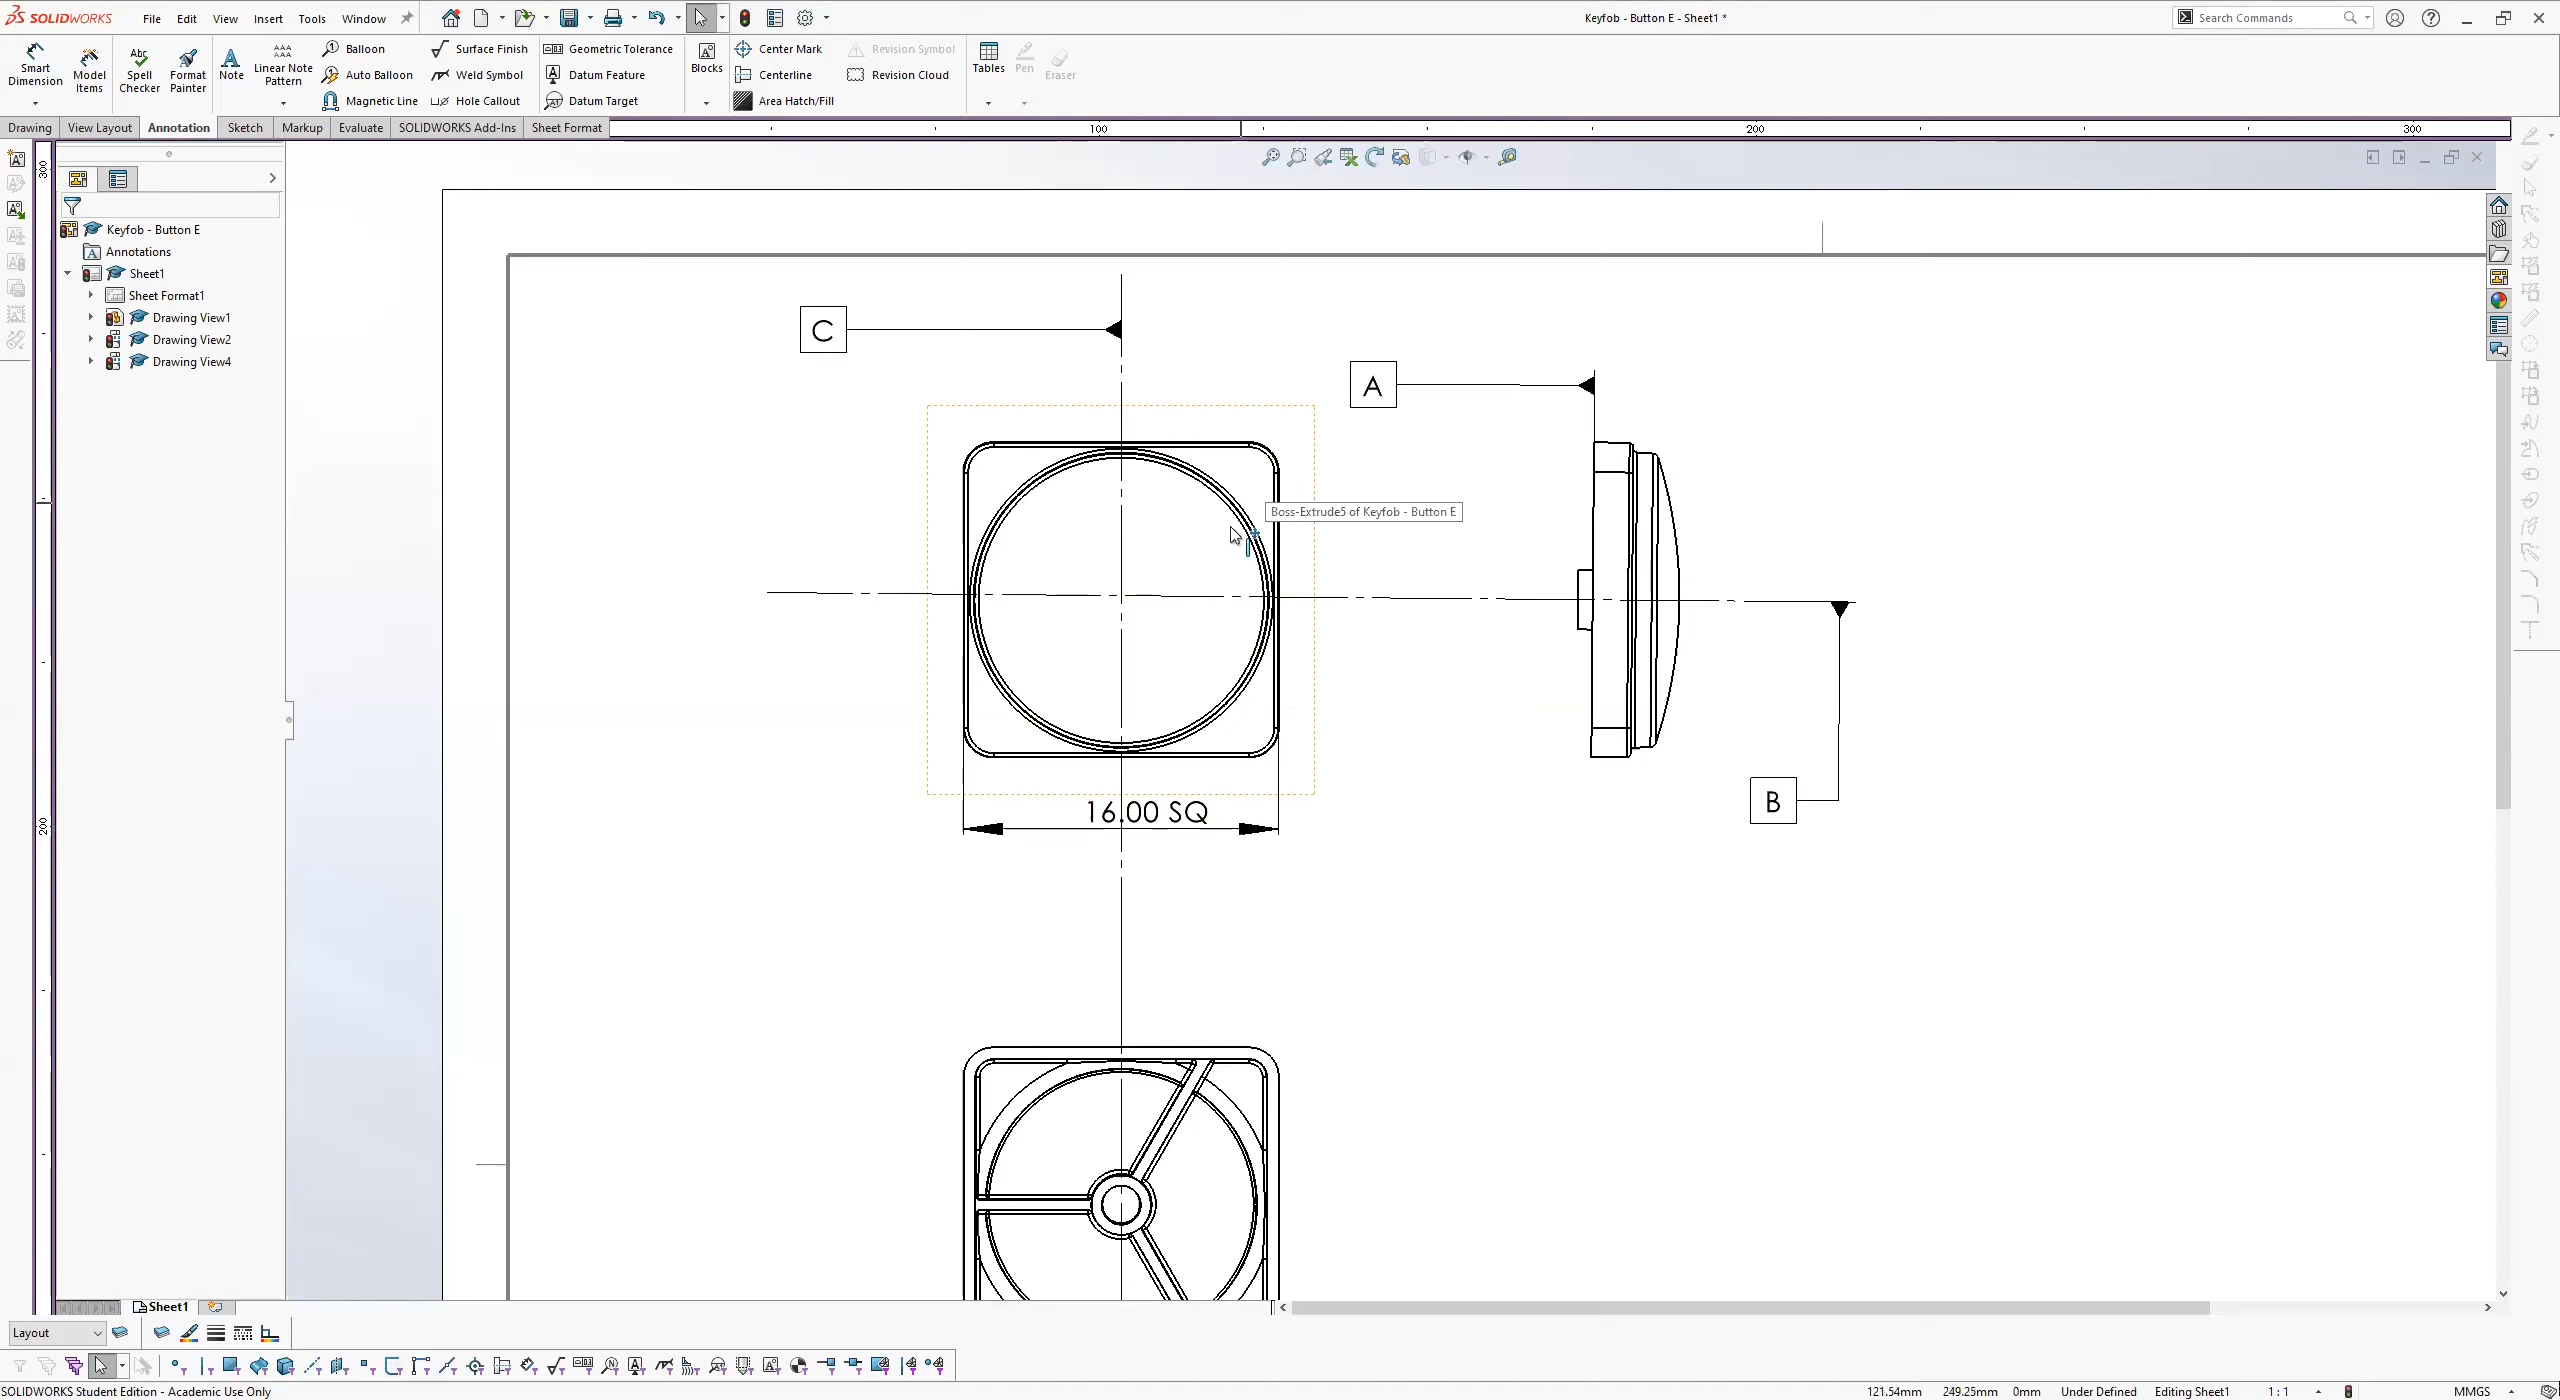 SOLIDWORKS File Edit View Insert Tools Window Keyfob - Button E - Sheet1 * Search Commands
Smart Dimension
Model Items
Spell Checker
Format Painter
Note
Linear Note Pattern
Balloon
Auto Balloon
Magnetic Line
Surface Finish
Weld Symbol
Hole Callout
Geometric Tolerance
Datum Feature
Datum Target
Blocks
Center Mark
Centerline
Area Hatch/Fill
Revision Symbol
Revision Cloud
Tables
Pen
Eraser
Drawing View Layout Annotation Sketch Markup Evaluate SOLIDWORKS Add-Ins Sheet Format
100 200 300
300
200
Keyfob - Button E
Annotations
Sheet1
Sheet Format1
Drawing View1
Drawing View2
Drawing View4
C
A
Boss-Extrude5 of Keyfob - Button E
B
16.00 SQ
Sheet1
Layout
SOLIDWORKS Student Edition - Academic Use Only 121.54mm 249.25mm 0mm Under Defined Editing Sheet1 1 : 1 MMGS